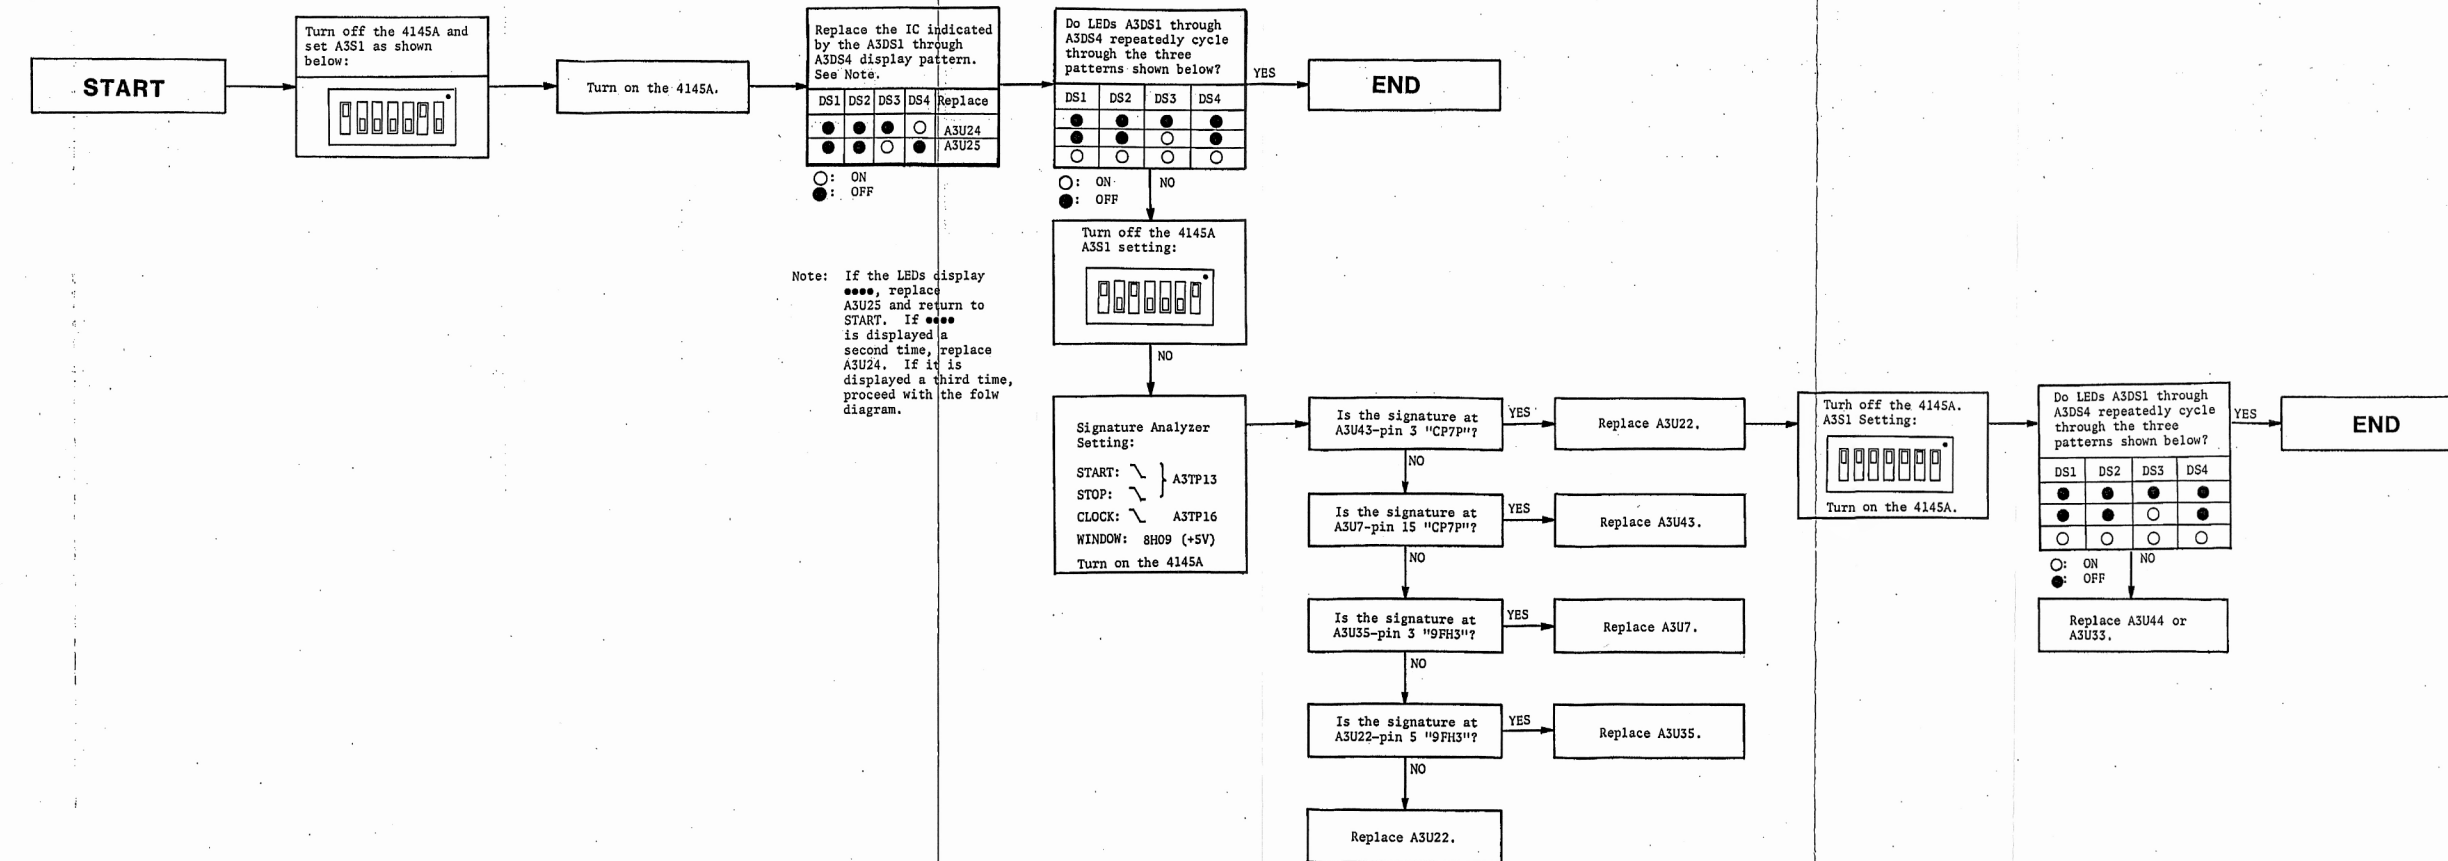 START
Turn off the 4145A and
set A3S1 as shown
below:
Turn on the 4145A.
Replace the IC indicated
by the A3DS1 through
A3DS4 display pattern.
See Note.
DS1 DS2 DS3 DS4 Replace
● ● ● ○ A3U24
● ● ○ ● A3U25
○: ON
●: OFF
Note: If the LEDs display
●●●●, replace
A3U25 and return to
START. If ●●●●
is displayed a
second time, replace
A3U24. If it is
displayed a third time,
proceed with the folw
diagram.
Do LEDs A3DS1 through
A3DS4 repeatedly cycle
through the three
patterns shown below?
DS1 DS2 DS3 DS4
● ● ● ●
● ● ○ ●
○ ○ ○ ○
○: ON
●: OFF
YES
END
NO
Turn off the 4145A
A3S1 setting:
NO
Signature Analyzer
Setting:
START: } A3TP13
STOP:
CLOCK: A3TP16
WINDOW: 8H09 (+5V)
Turn on the 4145A
Is the signature at
A3U43-pin 3 "CP7P"?
YES
Replace A3U22.
NO
Is the signature at
A3U7-pin 15 "CP7P"?
YES
Replace A3U43.
NO
Is the signature at
A3U35-pin 3 "9FH3"?
YES
Replace A3U7.
NO
Is the signature at
A3U22-pin 5 "9FH3"?
YES
Replace A3U35.
NO
Replace A3U22.
Turh off the 4145A.
A3S1 Setting:
Turn on the 4145A.
Do LEDs A3DS1 through
A3DS4 repeatedly cycle
through the three
patterns shown below?
DS1 DS2 DS3 DS4
● ● ● ●
● ● ○ ●
○ ○ ○ ○
○: ON
●: OFF
YES
END
NO
Replace A3U44 or
A3U33.